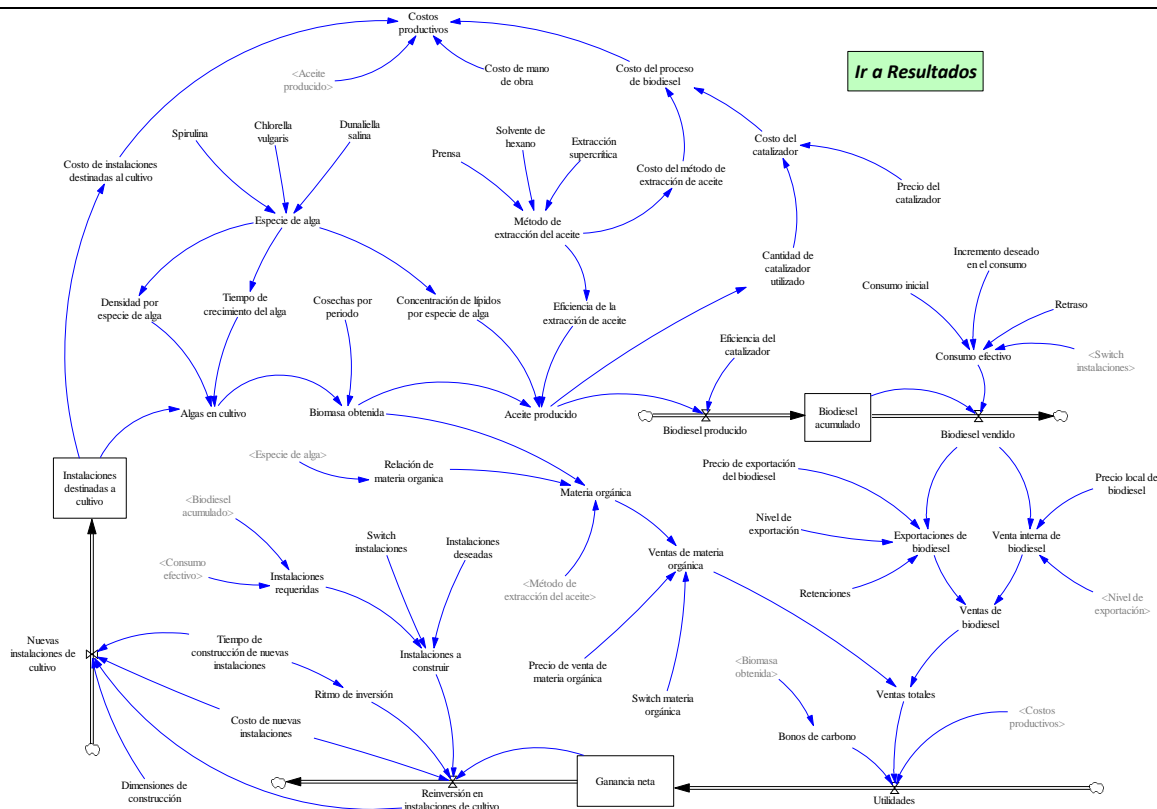 Costos
productivos
<Aceite
producido>
Costo de mano
de obra
Costo del proceso
de biodiesel
Ir a Resultados
Spirulina
Chlorella
vulgaris
Dunaliella
salina
Solvente de
hexano
Extracción
supercrítica
Prensa
Costo del
catalizador
Costo de instalaciones
destinadas al cultivo
Costo del método de
extracción de aceite
Precio del
catalizador
Especie de alga
Método de
extracción del aceite
Cantidad de
catalizador
utilizado
Incremento deseado
en el consumo
Consumo inicial
Retraso
Densidad por
especie de alga
Tiempo de
crecimiento del alga
Cosechas por
periodo
Concentración de lípidos
por especie de alga
Eficiencia de la
extracción de aceite
Eficiencia del
catalizador
Consumo efectivo
<Switch
instalaciones>
Algas en cultivo
Biomasa obtenida
Aceite producido
Biodiesel producido
Biodiesel
acumulado
Biodiesel vendido
Instalaciones
destinadas a
cultivo
<Especie de alga>
Relación de
materia organica
Materia orgánica
Precio de exportación
del biodiesel
Precio local de
biodiesel
<Biodiesel
acumulado>
Switch
instalaciones
Instalaciones
deseadas
Nivel de
exportación
Exportaciones de
biodiesel
Venta interna de
biodiesel
Ventas de materia
orgánica
<Consumo
efectivo>
Instalaciones
requeridas
<Método de
extracción del aceite>
Retenciones
<Nivel de
exportación>
Ventas de
biodiesel
Nuevas
instalaciones de
cultivo
Tiempo de
construcción de nuevas
instalaciones
Instalaciones a
construir
Precio de venta de
materia orgánica
<Biomasa
obtenida>
Ritmo de inversión
Switch materia
orgánica
Ventas totales
Costo de nuevas
instalaciones
Bonos de carbono
<Costos
productivos>
Dimensiones de
construcción
Reinversión en
instalaciones de cultivo
Ganancia neta
Utilidades